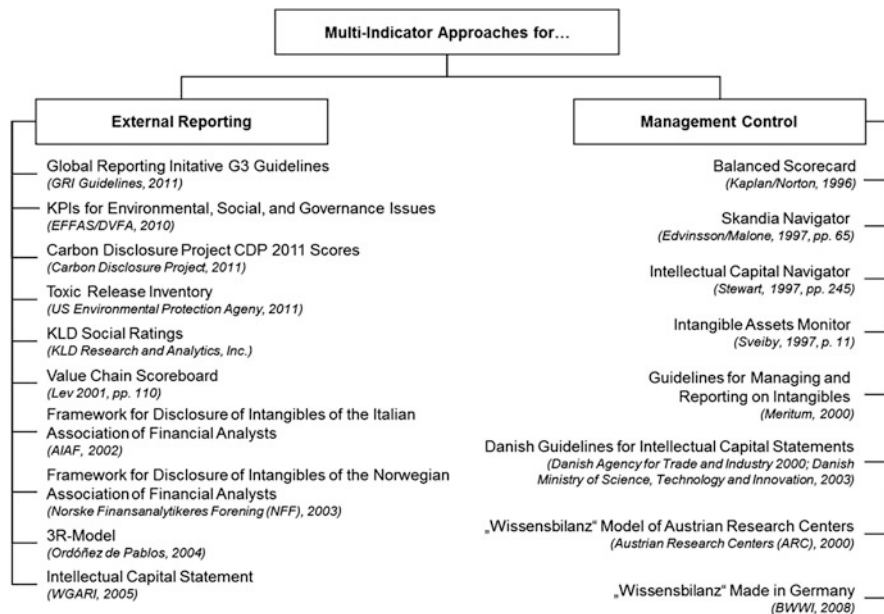 Multi-Indicator Approaches for…
External Reporting
Global Reporting Initative G3 Guidelines
(GRI Guidelines, 2011)
KPIs for Environmental, Social, and Governance Issues
(EFFAS/DVFA, 2010)
Carbon Disclosure Project CDP 2011 Scores
(Carbon Disclosure Project, 2011)
Toxic Release Inventory
(US Environmental Protection Ageny, 2011)
KLD Social Ratings
(KLD Research and Analytics, Inc.)
Value Chain Scoreboard
(Lev 2001, pp. 110)
Framework for Disclosure of Intangibles of the Italian
Association of Financial Analysts
(AIAF, 2002)
Framework for Disclosure of Intangibles of the Norwegian
Association of Financial Analysts
(Norske Finansanalytikeres Forening (NFF), 2003)
3R-Model
(Ordóñez de Pablos, 2004)
Intellectual Capital Statement
(WGARI, 2005)
Management Control
Balanced Scorecard
(Kaplan/Norton, 1996)
Skandia Navigator
(Edvinsson/Malone, 1997, pp. 65)
Intellectual Capital Navigator
(Stewart, 1997, pp. 245)
Intangible Assets Monitor
(Sveiby, 1997, p. 11)
Guidelines for Managing and
Reporting on Intangibles
(Meritum, 2000)
Danish Guidelines for Intellectual Capital Statements
(Danish Agency for Trade and Industry 2000; Danish
Ministry of Science, Technology and Innovation, 2003)
„Wissensbilanz“ Model of Austrian Research Centers
(Austrian Research Centers (ARC), 2000)
„Wissensbilanz“ Made in Germany
(BWWI, 2008)